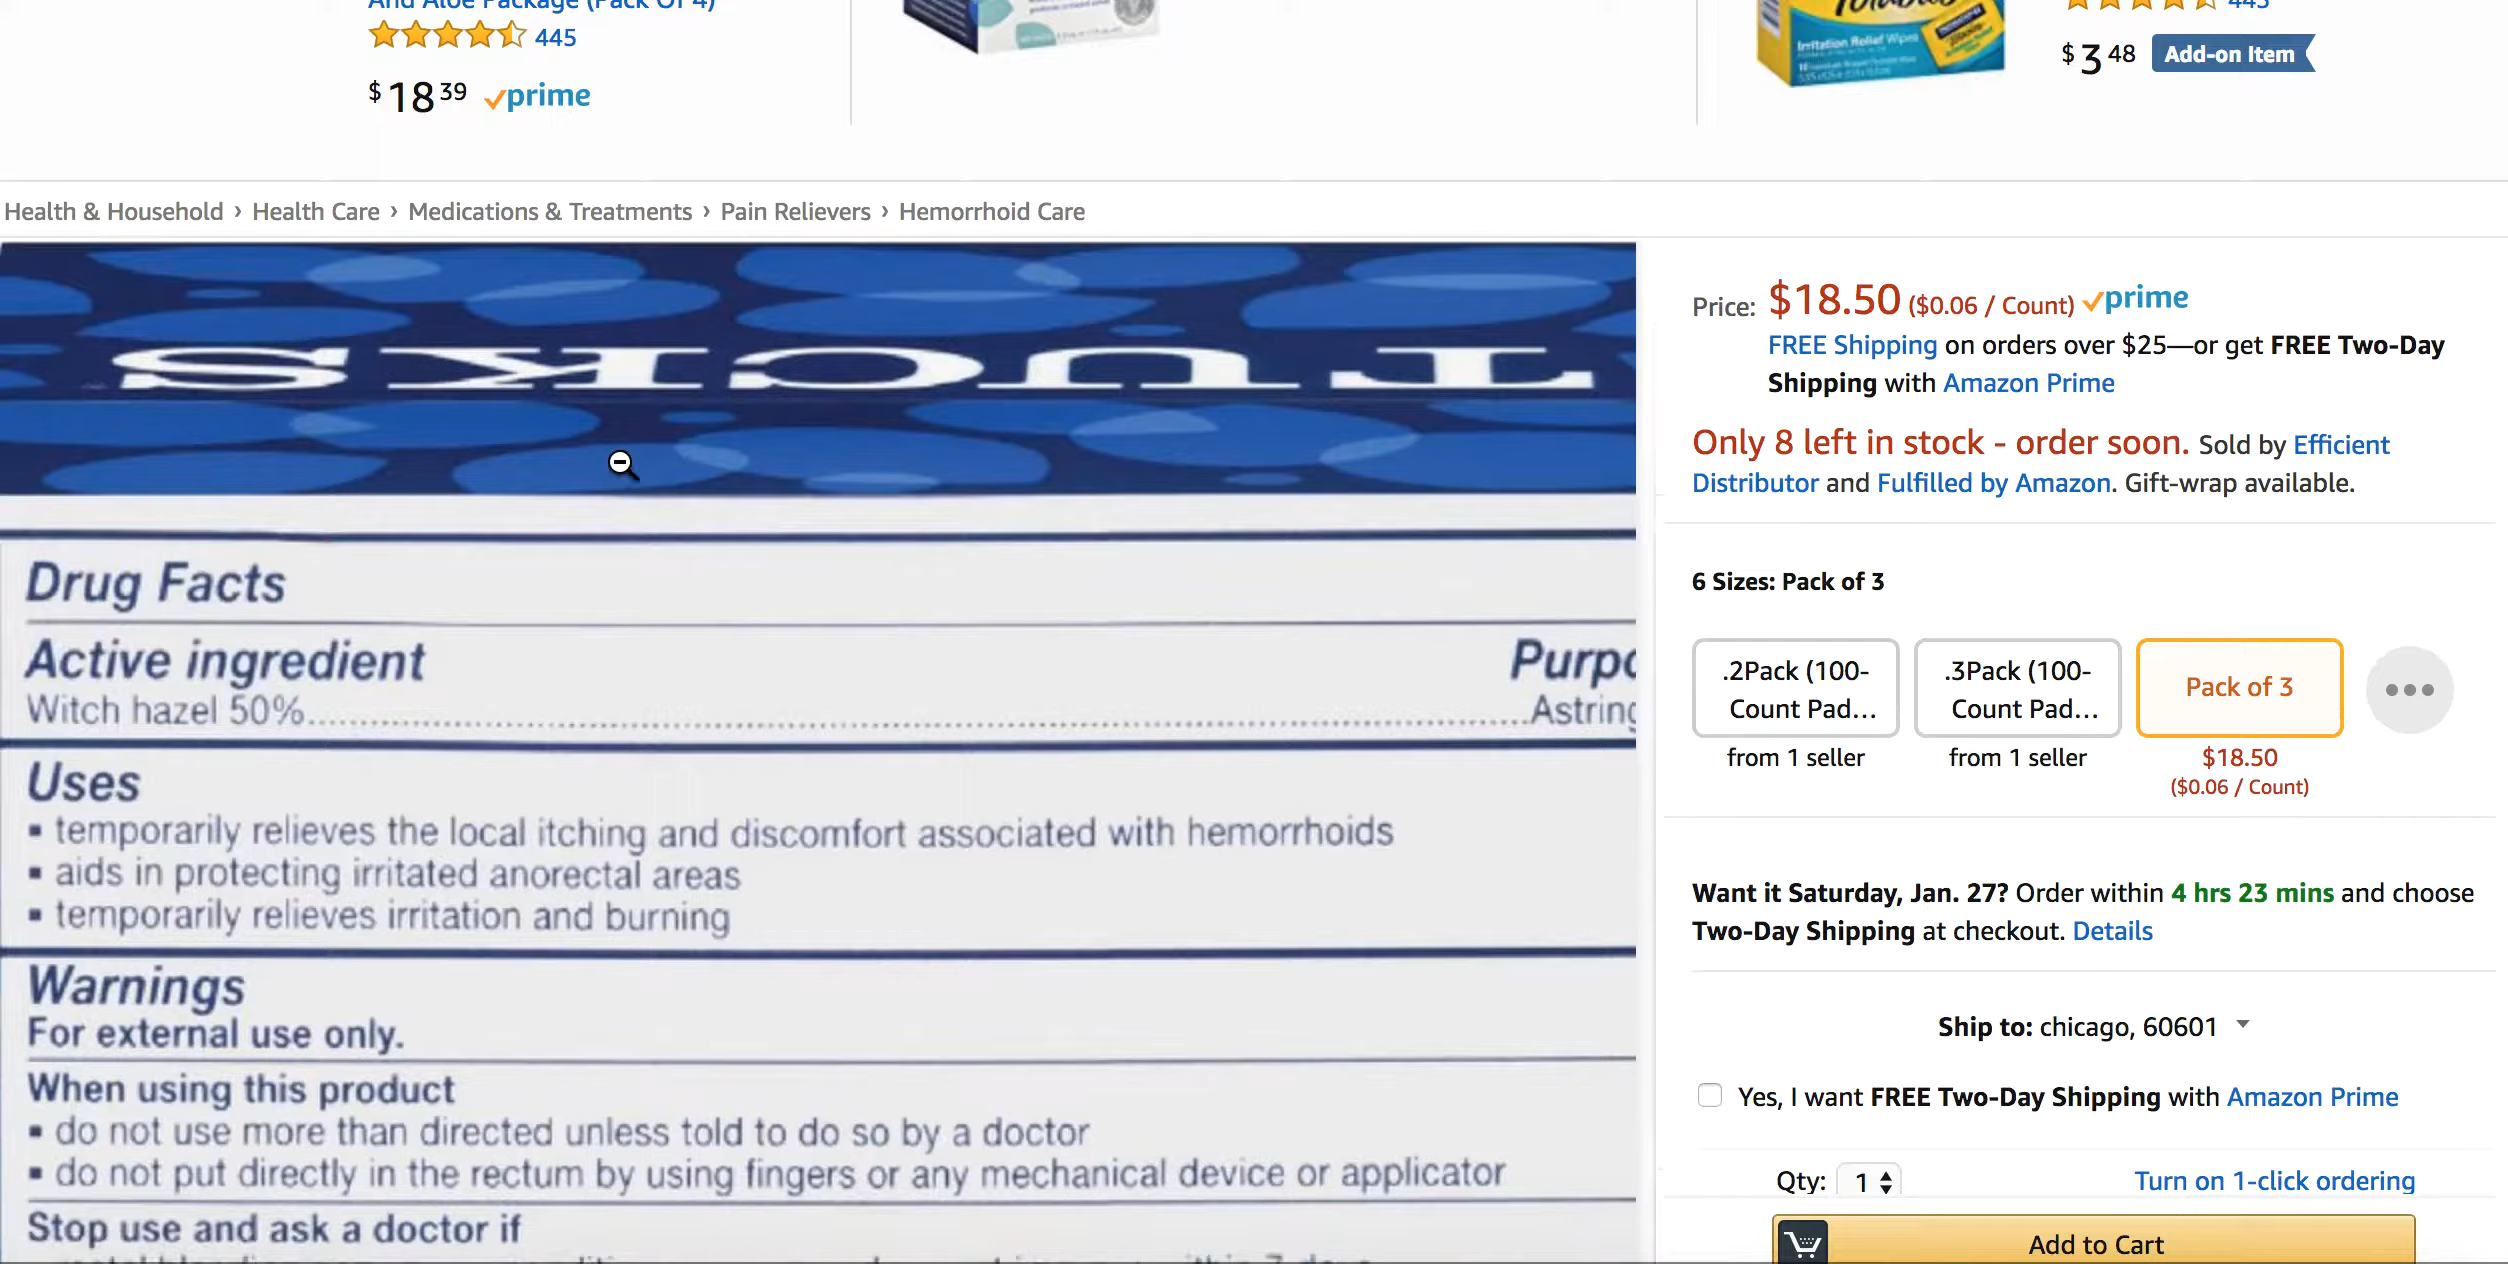 And Aloe Package (Pack Of 4)
445
$18 39 prime
Irritation Relief Wipes
445
$3 48 Add-on Item
Health & Household › Health Care › Medications & Treatments › Pain Relievers › Hemorrhoid Care
TUCKS
Drug Facts
Active ingredient
Witch hazel 50%
Uses
▪ temporarily relieves the local itching and discomfort associated with hemorrhoids
▪ aids in protecting irritated anorectal areas
▪ temporarily relieves irritation and burning
Warnings
For external use only.
When using this product
▪ do not use more than directed unless told to do so by a doctor
▪ do not put directly in the rectum by using fingers or any mechanical device or applicator
Stop use and ask a doctor if
Price: $18.50 ($0.06 / Count) prime
FREE Shipping on orders over $25—or get FREE Two-Day
Shipping with Amazon Prime
Only 8 left in stock - order soon. Sold by Efficient
Distributor and Fulfilled by Amazon. Gift-wrap available.
6 Sizes: Pack of 3
.2Pack (100-
Count Pad...
from 1 seller
.3Pack (100-
Count Pad...
from 1 seller
Pack of 3
$18.50
($0.06 / Count)
Want it Saturday, Jan. 27? Order within 4 hrs 23 mins and choose
Two-Day Shipping at checkout. Details
Ship to: chicago, 60601
Yes, I want FREE Two-Day Shipping with Amazon Prime
Qty: 1
Turn on 1-click ordering
Add to Cart